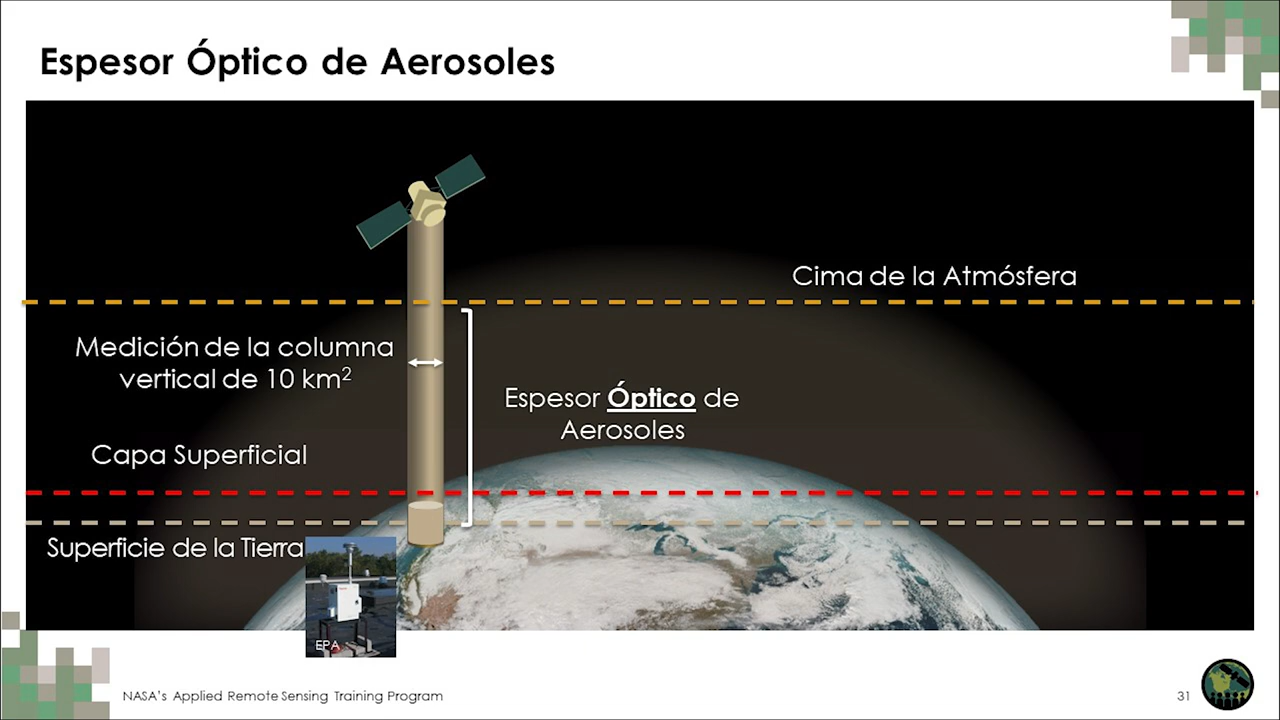 Espesor Óptico de Aerosoles
Cima de la Atmósfera
Medición de la columna
vertical de 10 km²
Espesor Óptico de
Aerosoles
Capa Superficial
Superficie de la Tierra
EPA
NASA's Applied Remote Sensing Training Program
31